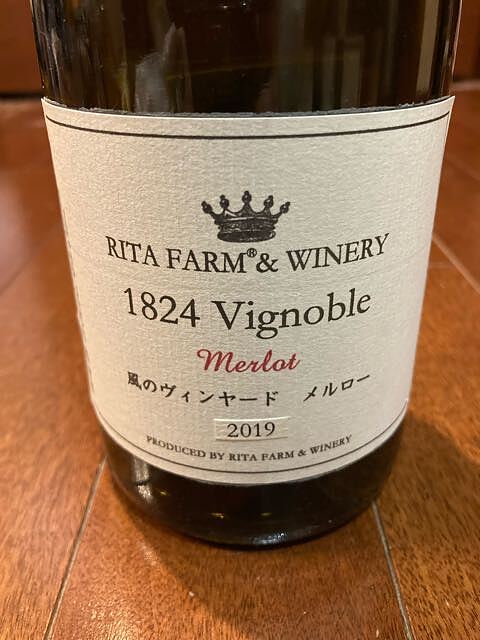 RITA FARM® & WINERY
1824 Vignoble
Merlot
風のヴィンヤード メルロー
2019
PRODUCED BY RITA FARM & WINERY